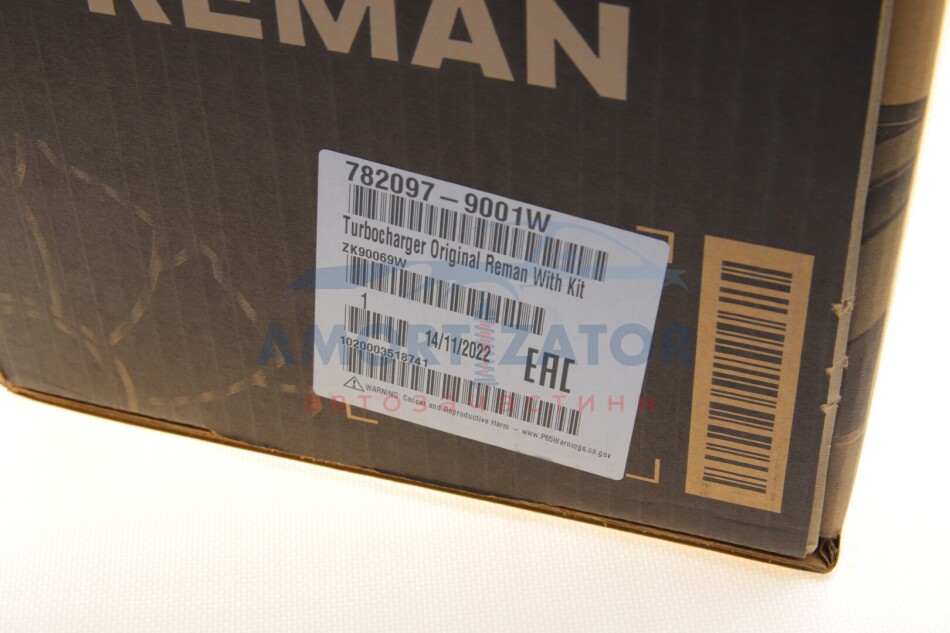 REMAN
782097-9001W
Turbocharger Original Reman With Kit
ZK90069W
1
14/11/2022
EAC
1020003518741
WARNING: Cancer and Reproductive Harm - www.P65Warnings.ca.gov
AMORTIZATOR
автозапчастини